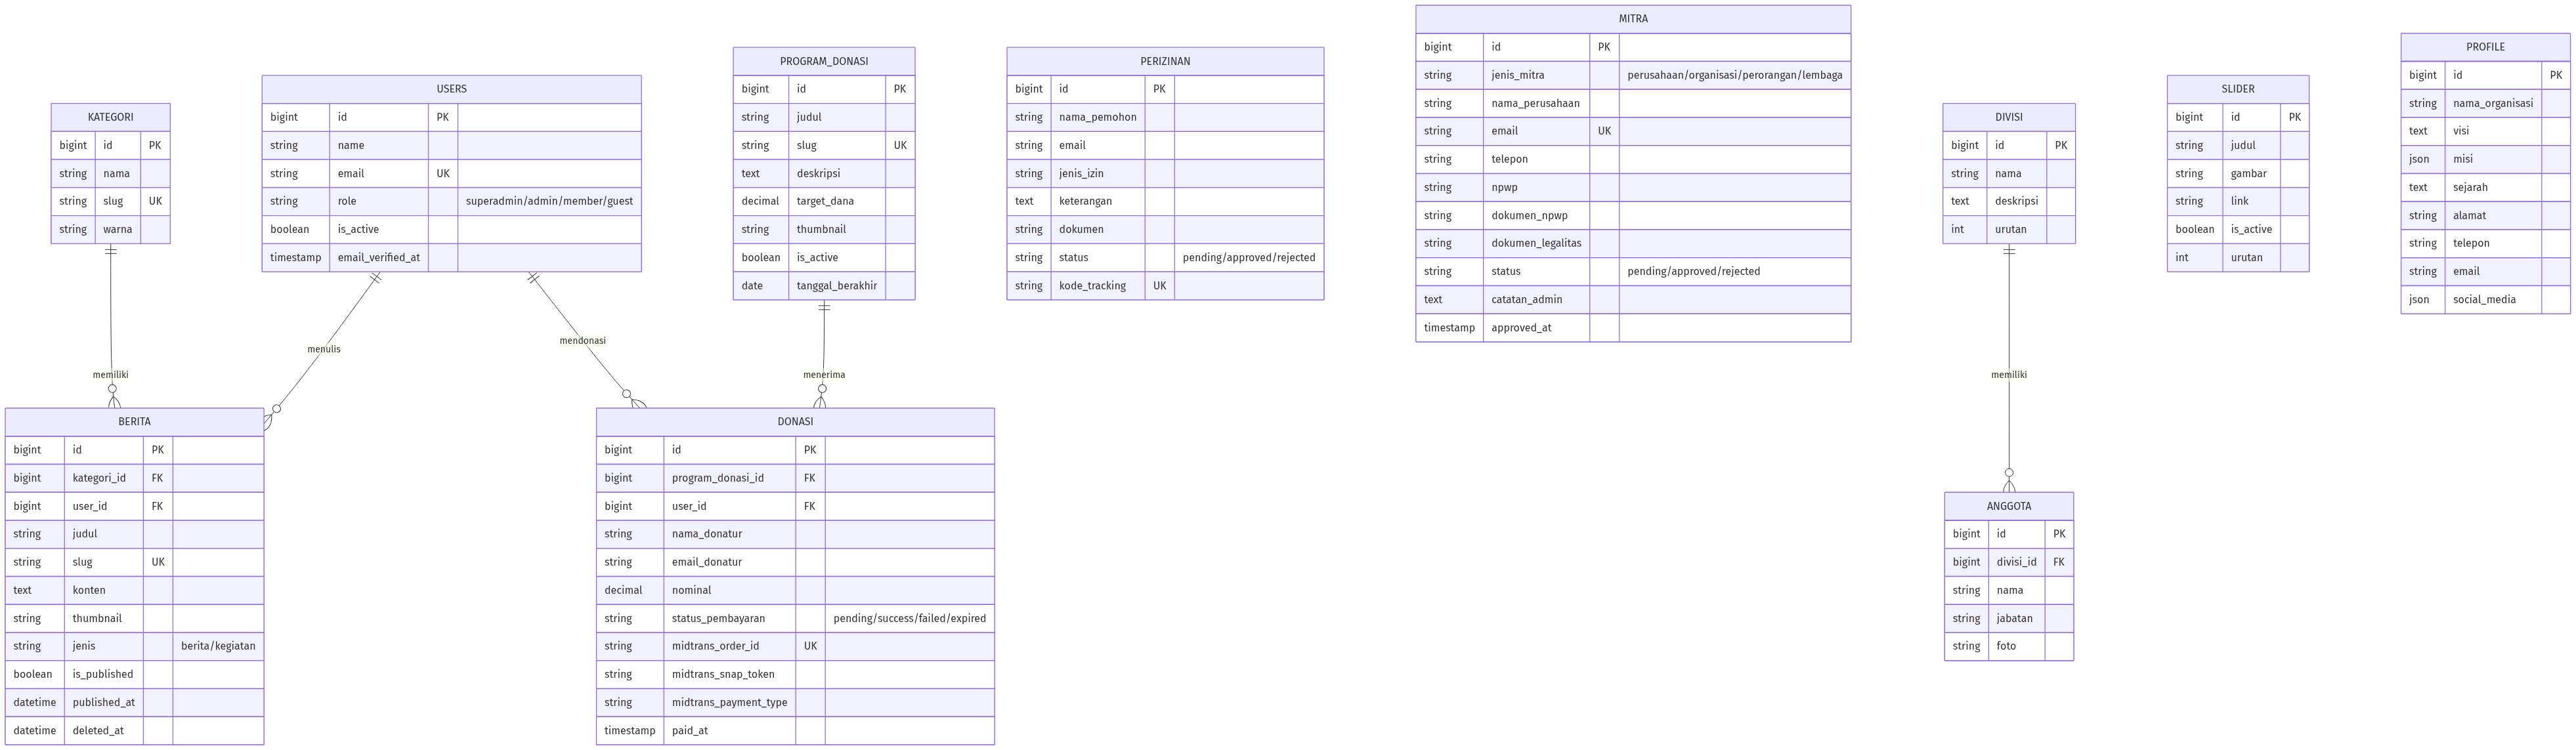 KATEGORI
bigint id PK
string nama
string slug UK
string warna
USERS
bigint id PK
string name
string email UK
string role superadmin/admin/member/guest
boolean is_active
timestamp email_verified_at
PROGRAM_DONASI
bigint id PK
string judul
string slug UK
text deskripsi
decimal target_dana
string thumbnail
boolean is_active
date tanggal_berakhir
PERIZINAN
bigint id PK
string nama_pemohon
string email
string jenis_izin
text keterangan
string dokumen
string status pending/approved/rejected
string kode_tracking UK
MITRA
bigint id PK
string jenis_mitra perusahaan/organisasi/perorangan/lembaga
string nama_perusahaan
string email UK
string telepon
string npwp
string dokumen_npwp
string dokumen_legalitas
string status pending/approved/rejected
text catatan_admin
timestamp approved_at
DIVISI
bigint id PK
string nama
text deskripsi
int urutan
SLIDER
bigint id PK
string judul
string gambar
string link
boolean is_active
int urutan
PROFILE
bigint id PK
string nama_organisasi
text visi
json misi
text sejarah
string alamat
string telepon
string email
json social_media
memiliki
menulis
mendonasi
menerima
memiliki
BERITA
bigint id PK
bigint kategori_id FK
bigint user_id FK
string judul
string slug UK
text konten
string thumbnail
string jenis berita/kegiatan
boolean is_published
datetime published_at
datetime deleted_at
DONASI
bigint id PK
bigint program_donasi_id FK
bigint user_id FK
string nama_donatur
string email_donatur
decimal nominal
string status_pembayaran pending/success/failed/expired
string midtrans_order_id UK
string midtrans_snap_token
string midtrans_payment_type
timestamp paid_at
ANGGOTA
bigint id PK
bigint divisi_id FK
string nama
string jabatan
string foto